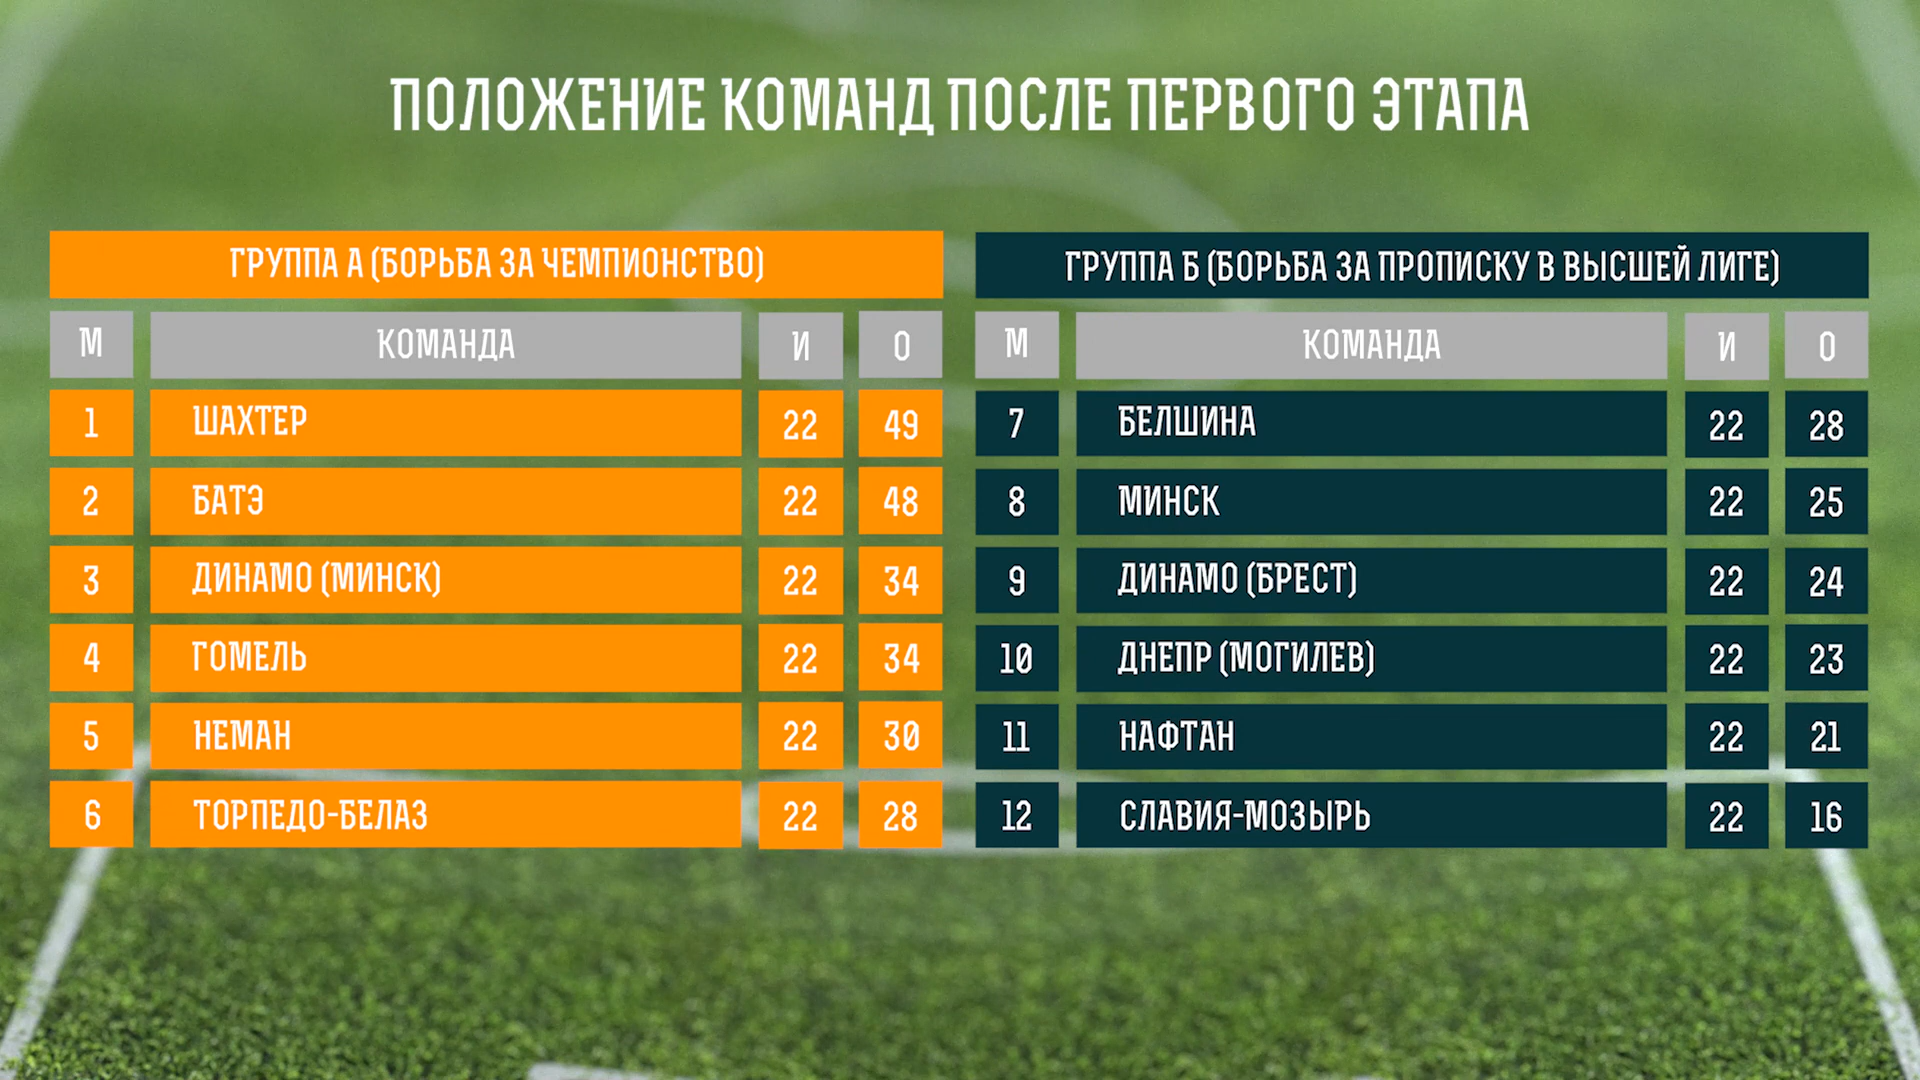 ПОЛОЖЕНИЕ КОМАНД ПОСЛЕ ПЕРВОГО ЭТАПА
ГРУППА А (БОРЬБА ЗА ЧЕМПИОНСТВО)
М КОМАНДА И О
1 ШАХТЕР 22 49
2 БАТЭ 22 48
3 ДИНАМО (МИНСК) 22 34
4 ГОМЕЛЬ 22 34
5 НЕМАН 22 30
6 ТОРПЕДО-БЕЛАЗ 22 28
ГРУППА Б (БОРЬБА ЗА ПРОПИСКУ В ВЫСШЕЙ ЛИГЕ)
М КОМАНДА И О
7 БЕЛШИНА 22 28
8 МИНСК 22 25
9 ДИНАМО (БРЕСТ) 22 24
10 ДНЕПР (МОГИЛЕВ) 22 23
11 НАФТАН 22 21
12 СЛАВИЯ-МОЗЫРЬ 22 16